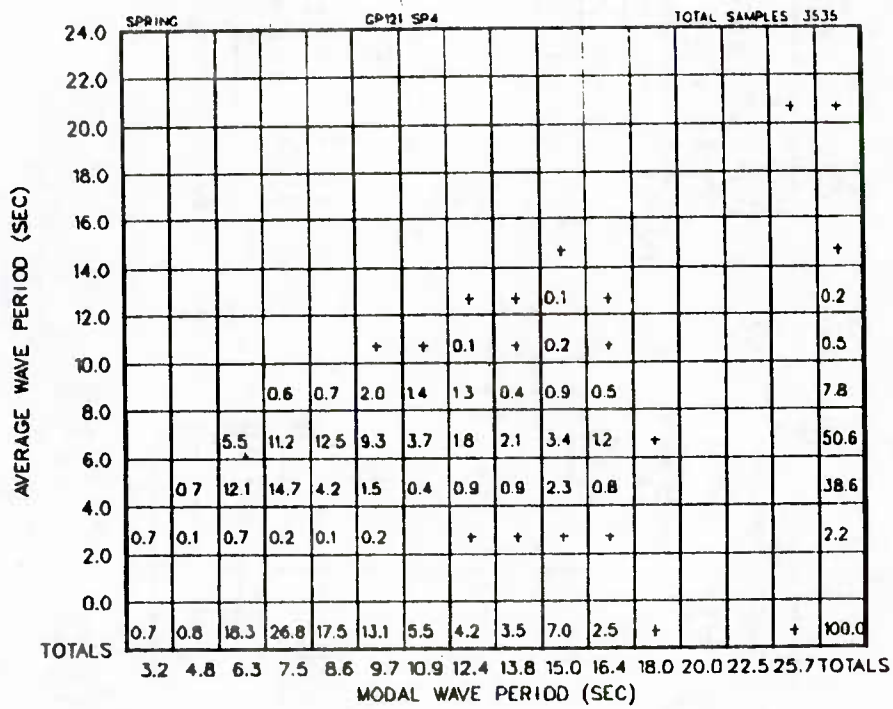 SPRING GP121 SP4 TOTAL SAMPLES 3535
24.0
22.0
+ +
20.0
18.0
16.0
+ +
14.0
+ + 0.1 + 0.2
12.0
+ + 0.1 + 0.2 + 0.5
10.0
0.6 0.7 2.0 1.4 1.3 0.4 0.9 0.5 7.8
8.0
5.5 11.2 12.5 9.3 3.7 1.8 2.1 3.4 1.2 + 50.6
6.0
0.7 12.1 14.7 4.2 1.5 0.4 0.9 0.9 2.3 0.8 38.6
4.0
0.7 0.1 0.7 0.2 0.1 0.2 + + + + 2.2
2.0
0.0
0.7 0.8 18.3 26.8 17.5 13.1 5.5 4.2 3.5 7.0 2.5 + + 100.0
TOTALS
3.2 4.8 6.3 7.5 8.6 9.7 10.9 12.4 13.8 15.0 16.4 18.0 20.0 22.5 25.7 TOTALS
MODAL WAVE PERIOD (SEC)
AVERAGE WAVE PERIOD (SEC)